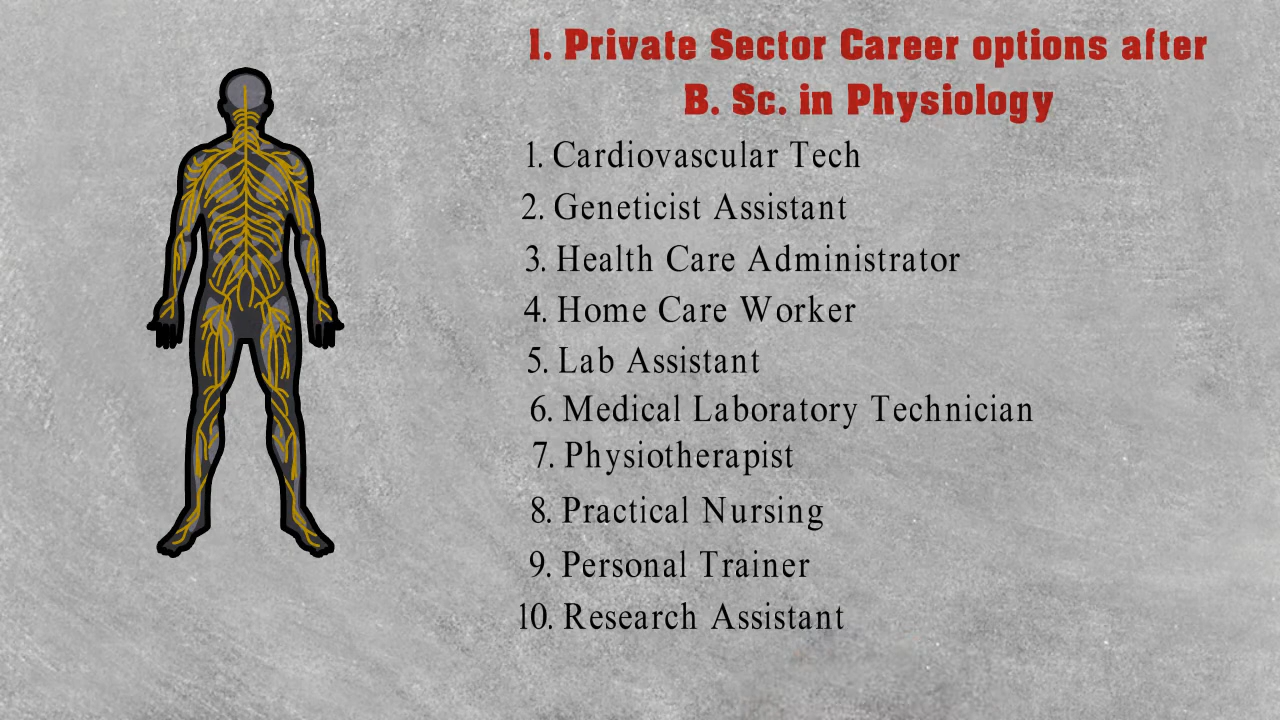 1. Private Sector Career options after
B. Sc. in Physiology
1. Cardiovascular Tech
2. Geneticist Assistant
3. Health Care Administrator
4. Home Care Worker
5. Lab Assistant
6. Medical Laboratory Technician
7. Physiotherapist
8. Practical Nursing
9. Personal Trainer
10. Research Assistant